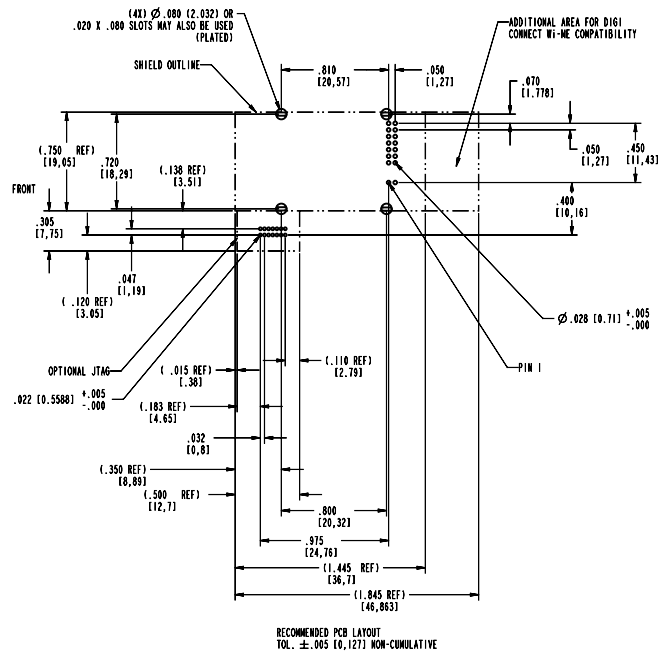 (4X) Ø.080 (2.032) OR
.020 X .080 SLOTS MAY ALSO BE USED
(PLATED)
ADDITIONAL AREA FOR DIGI
CONNECT Wi-ME COMPATIBILITY
SHIELD OUTLINE
.810
[20,57]
.050
[1,27]
.070
[1.778]
(.750 REF)
[19,05]
.720
[18,29]
(.138 REF)
[3.51]
.050
[1,27]
.450
[11,43]
FRONT
.305
[7,75]
.400
[10,16]
.047
[1,19]
(.120 REF)
[3.05]
Ø.028 [0.71] +.005
-.000
OPTIONAL JTAG
(.015 REF)
[.38]
(.110 REF)
[2.79]
PIN 1
.022 [0.5588] +.005
-.000
(.183 REF)
[4.65]
.032
[0,8]
(.350 REF)
[8,89]
(.500 REF)
[12,7]
.800
[20,32]
.975
[24,76]
(1.445 REF)
[36,7]
(1.845 REF)
[46,863]
RECOMMENDED PCB LAYOUT
TOL. ±.005 [0,127] NON-CUMULATIVE